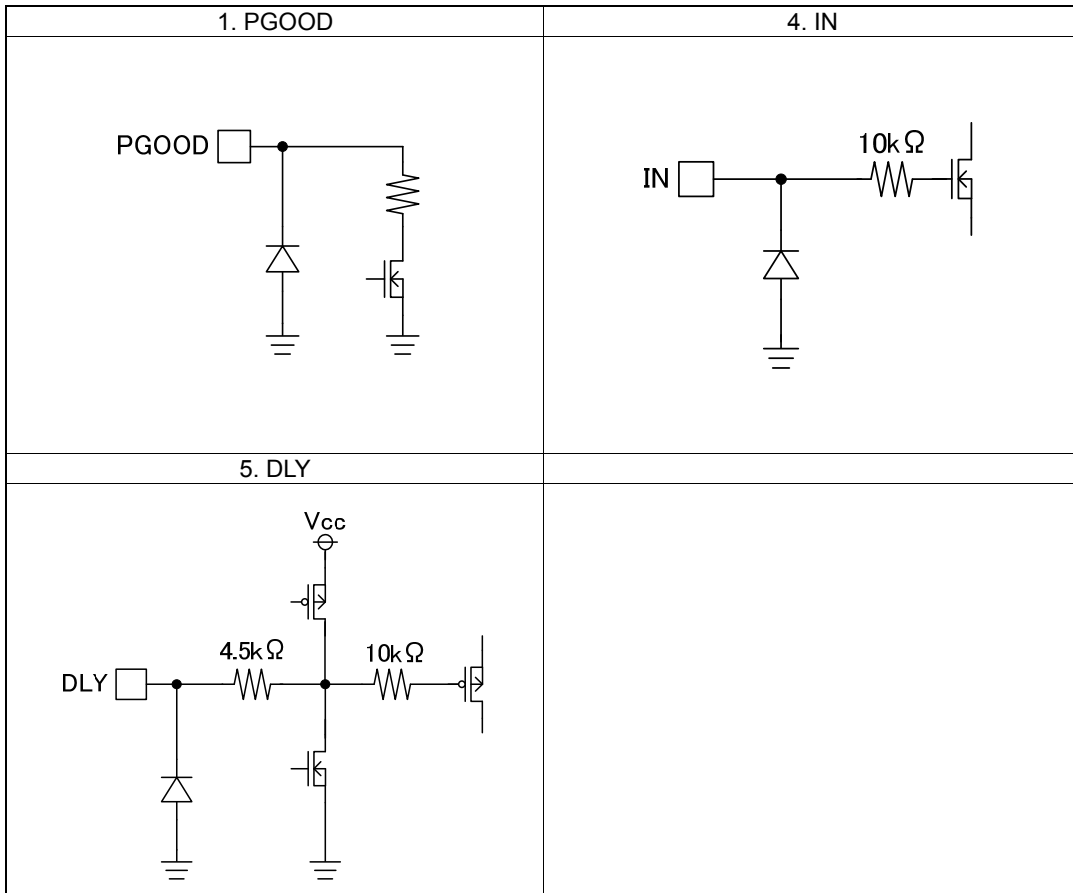 1. PGOOD
4. IN
PGOOD
IN
10kΩ
5. DLY
Vcc
4.5kΩ
10kΩ
DLY